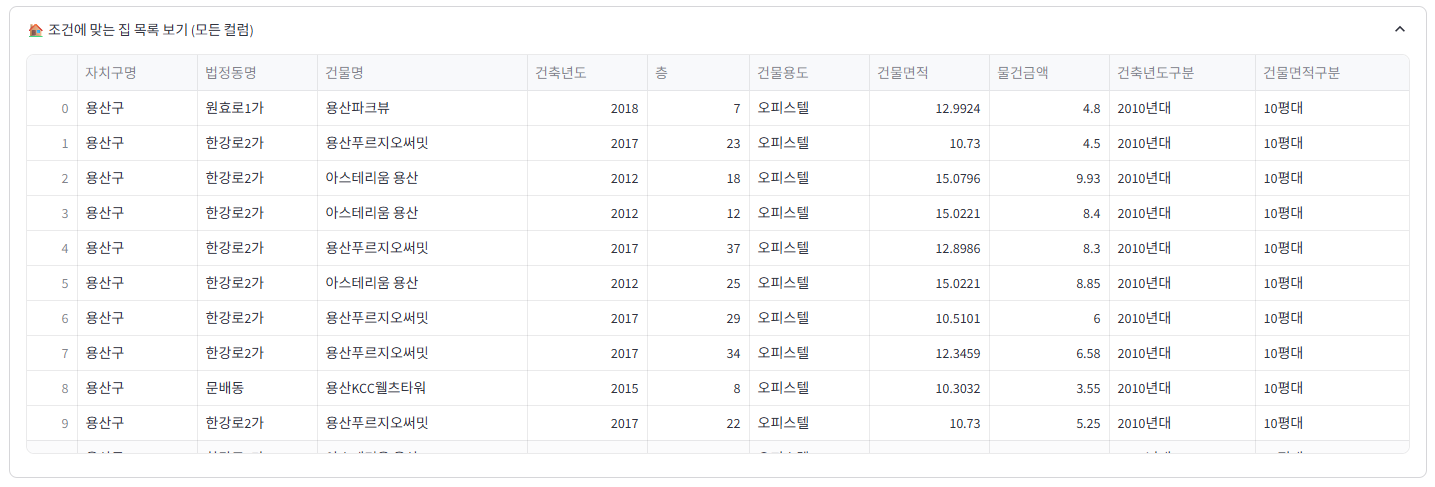 🏠 조건에 맞는 집 목록 보기 (모든 컬럼)
자치구명 법정동명 건물명 건축년도 층 건물용도 건물면적 물건금액 건축년도구분 건물면적구분
0 용산구 원효로1가 용산파크뷰 2018 7 오피스텔 12.9924 4.8 2010년대 10평대
1 용산구 한강로2가 용산푸르지오써밋 2017 23 오피스텔 10.73 4.5 2010년대 10평대
2 용산구 한강로2가 아스테리움 용산 2012 18 오피스텔 15.0796 9.93 2010년대 10평대
3 용산구 한강로2가 아스테리움 용산 2012 12 오피스텔 15.0221 8.4 2010년대 10평대
4 용산구 한강로2가 용산푸르지오써밋 2017 37 오피스텔 12.8986 8.3 2010년대 10평대
5 용산구 한강로2가 아스테리움 용산 2012 25 오피스텔 15.0221 8.85 2010년대 10평대
6 용산구 한강로2가 용산푸르지오써밋 2017 29 오피스텔 10.5101 6 2010년대 10평대
7 용산구 한강로2가 용산푸르지오써밋 2017 34 오피스텔 12.3459 6.58 2010년대 10평대
8 용산구 문배동 용산KCC웰츠타워 2015 8 오피스텔 10.3032 3.55 2010년대 10평대
9 용산구 한강로2가 용산푸르지오써밋 2017 22 오피스텔 10.73 5.25 2010년대 10평대